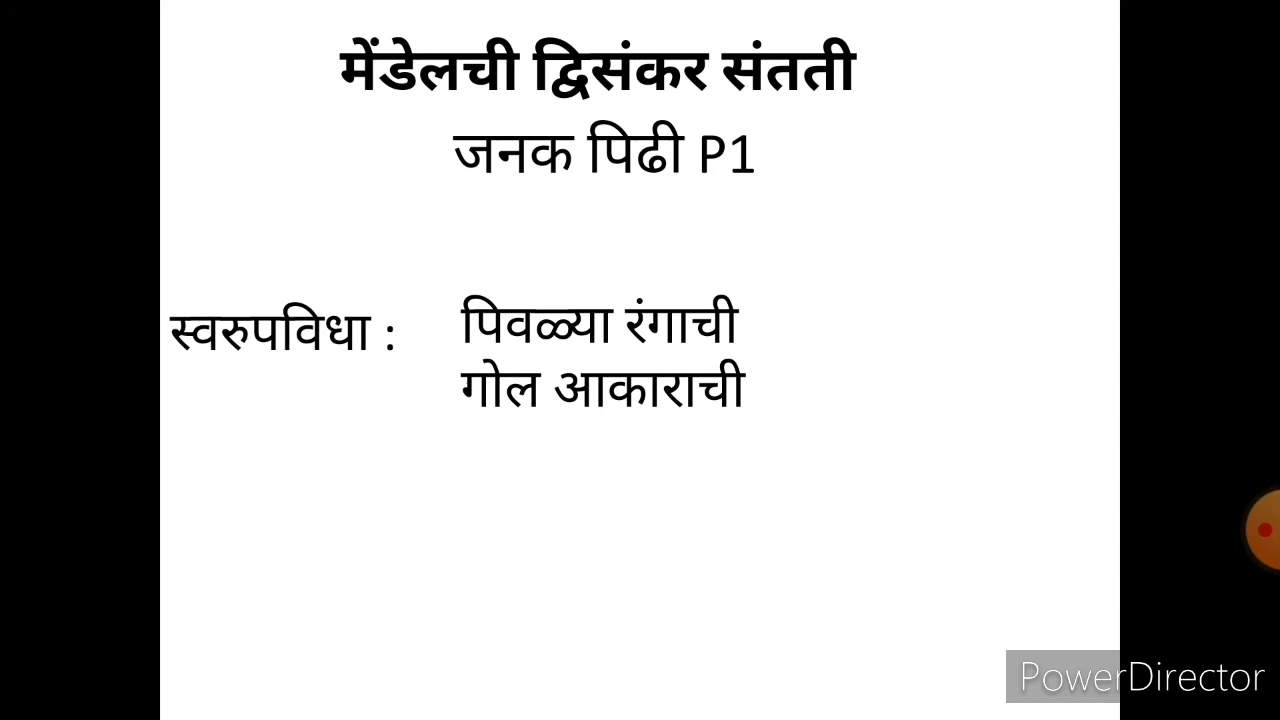 मेंडेलची द्विसंकर संतती
जनक पिढी P1
स्वरुपविधा : पिवळ्या रंगाची
गोल आकाराची
PowerDirector